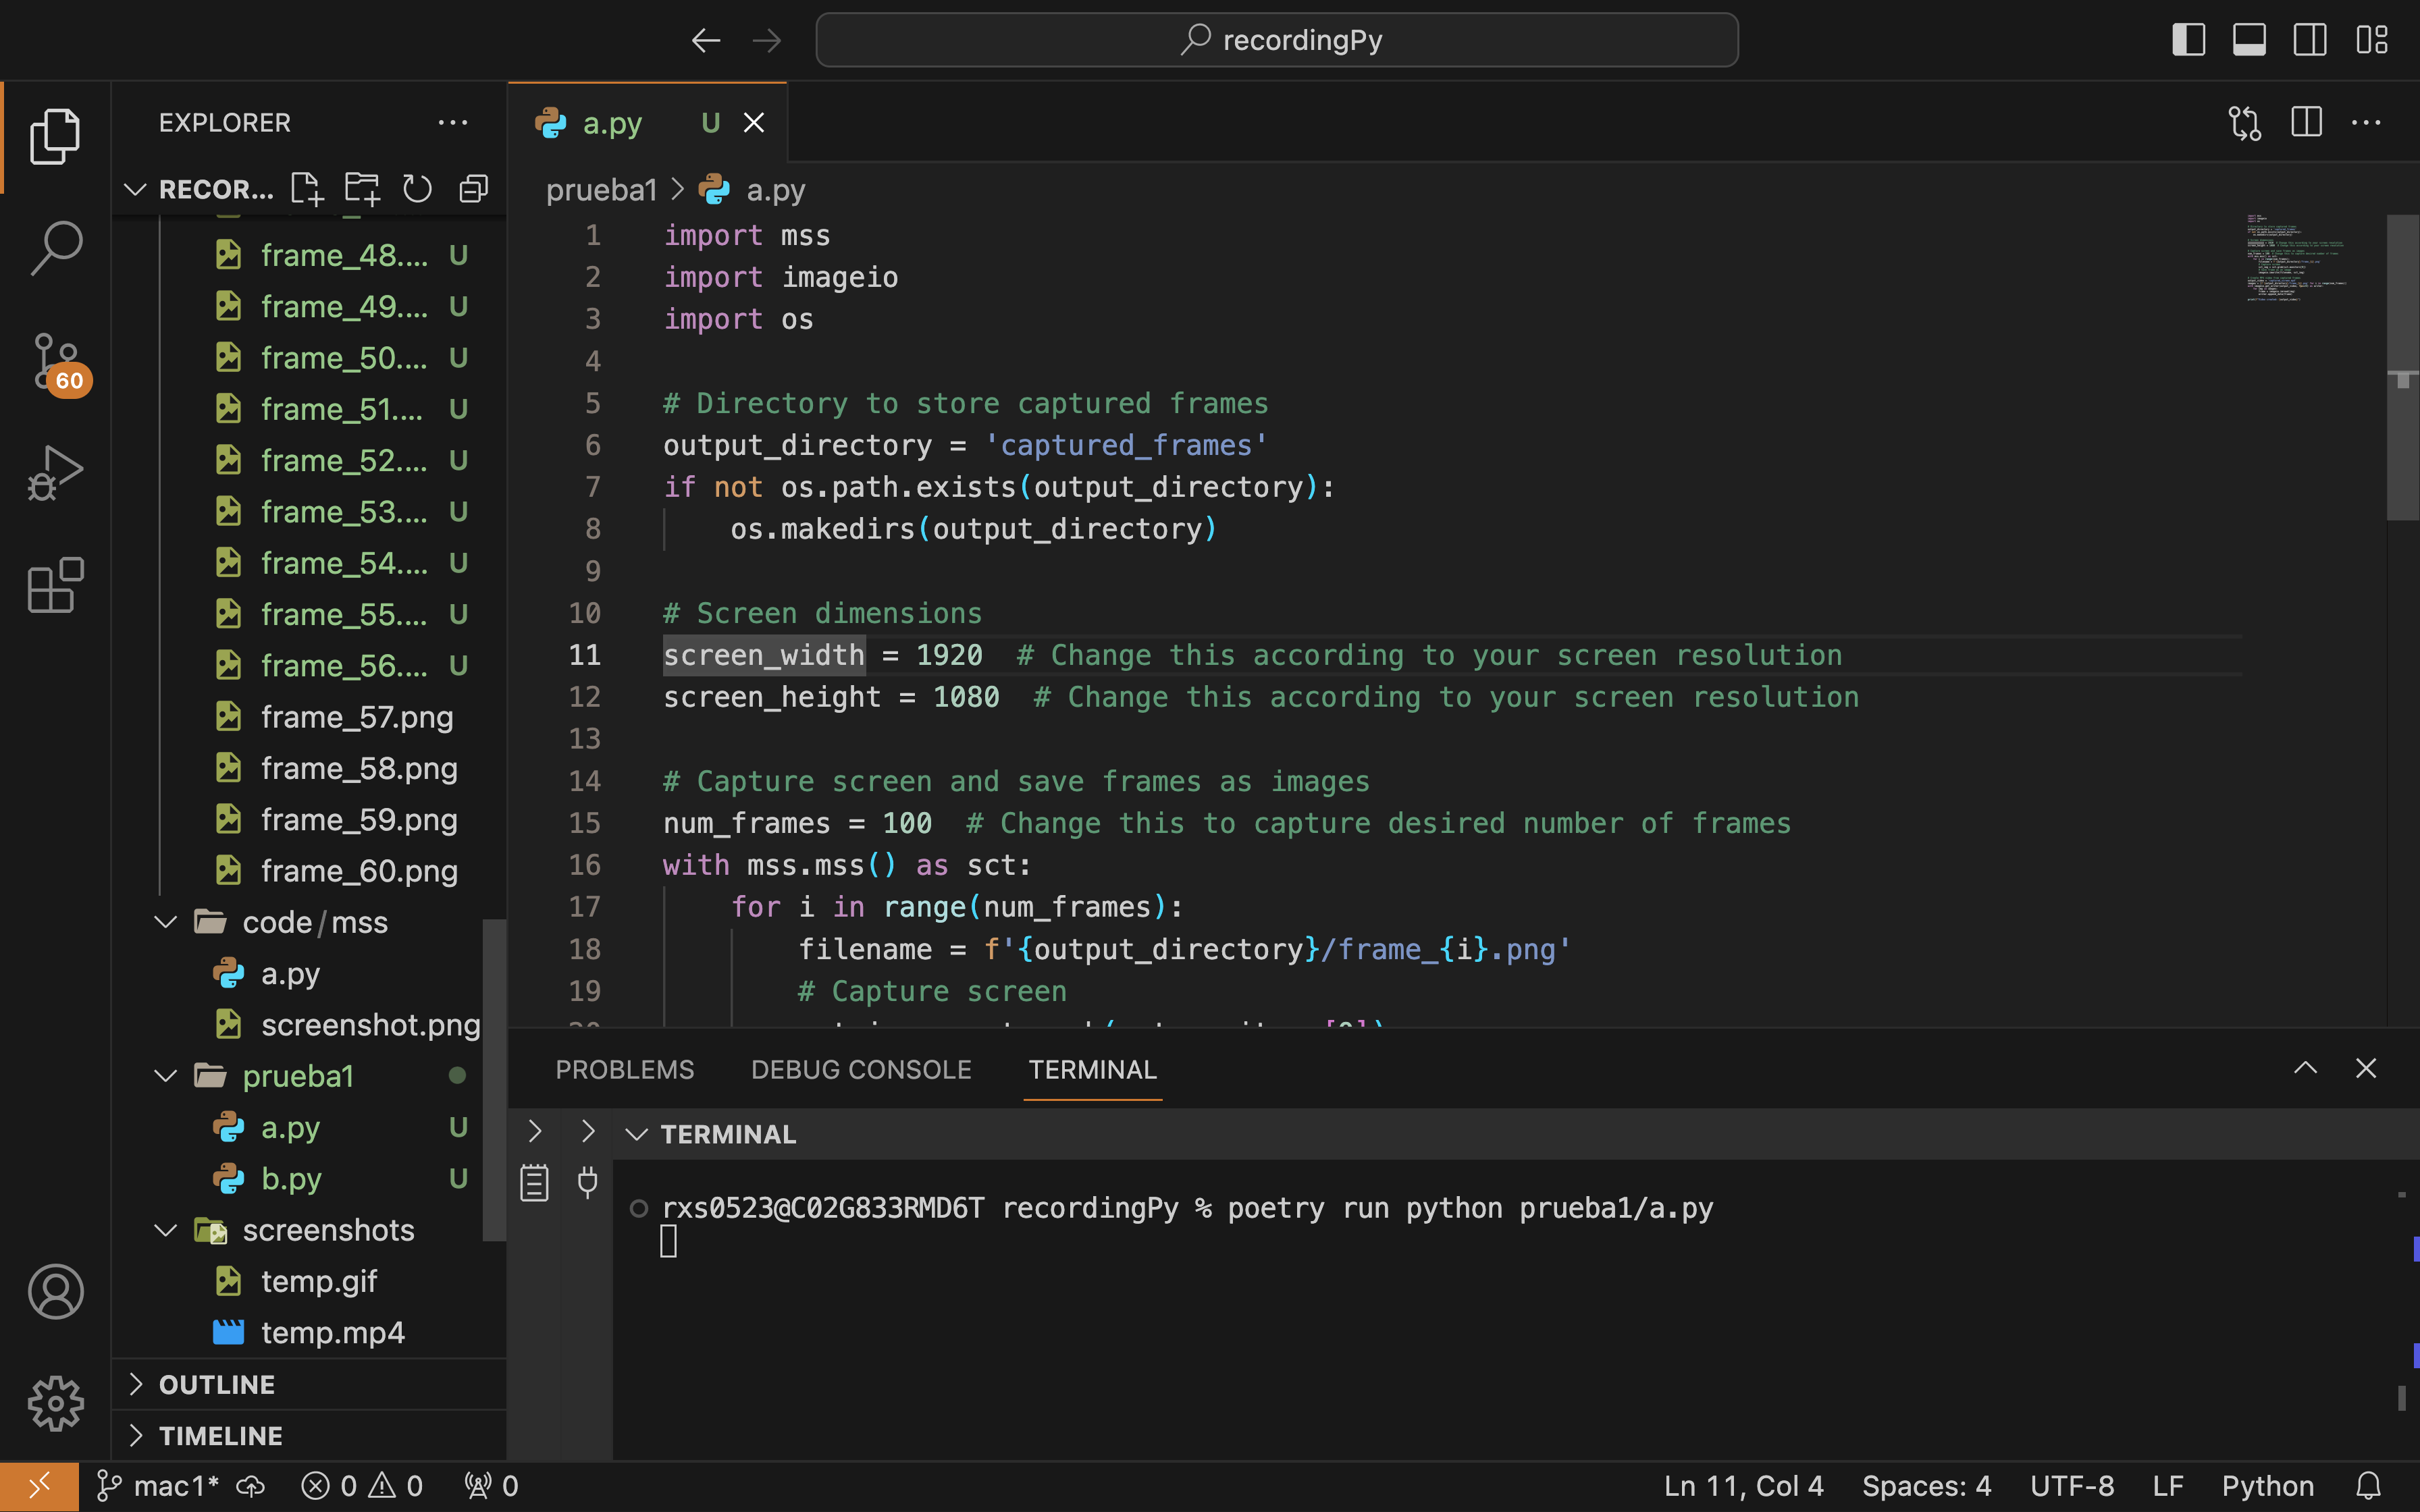 recordingPy
EXPLORER
RECOR...
frame_48.... U
frame_49.... U
frame_50.... U
frame_51.... U
frame_52.... U
frame_53.... U
frame_54.... U
frame_55.... U
frame_56.... U
frame_57.png
frame_58.png
frame_59.png
frame_60.png
code/mss
a.py
screenshot.png
prueba1
a.py U
b.py U
screenshots
temp.gif
temp.mp4
OUTLINE
TIMELINE
60
a.py U
prueba1 > a.py
1 import mss
2 import imageio
3 import os
4
5 # Directory to store captured frames
6 output_directory = 'captured_frames'
7 if not os.path.exists(output_directory):
8 os.makedirs(output_directory)
9
10 # Screen dimensions
11 screen_width = 1920 # Change this according to your screen resolution
12 screen_height = 1080 # Change this according to your screen resolution
13
14 # Capture screen and save frames as images
15 num_frames = 100 # Change this to capture desired number of frames
16 with mss.mss() as sct:
17 for i in range(num_frames):
18 filename = f'{output_directory}/frame_{i}.png'
19 # Capture screen
PROBLEMS DEBUG CONSOLE TERMINAL
TERMINAL
rxs0523@C02G833RMD6T recordingPy % poetry run python prueba1/a.py
mac1* 0 0 0 Ln 11, Col 4 Spaces: 4 UTF-8 LF Python